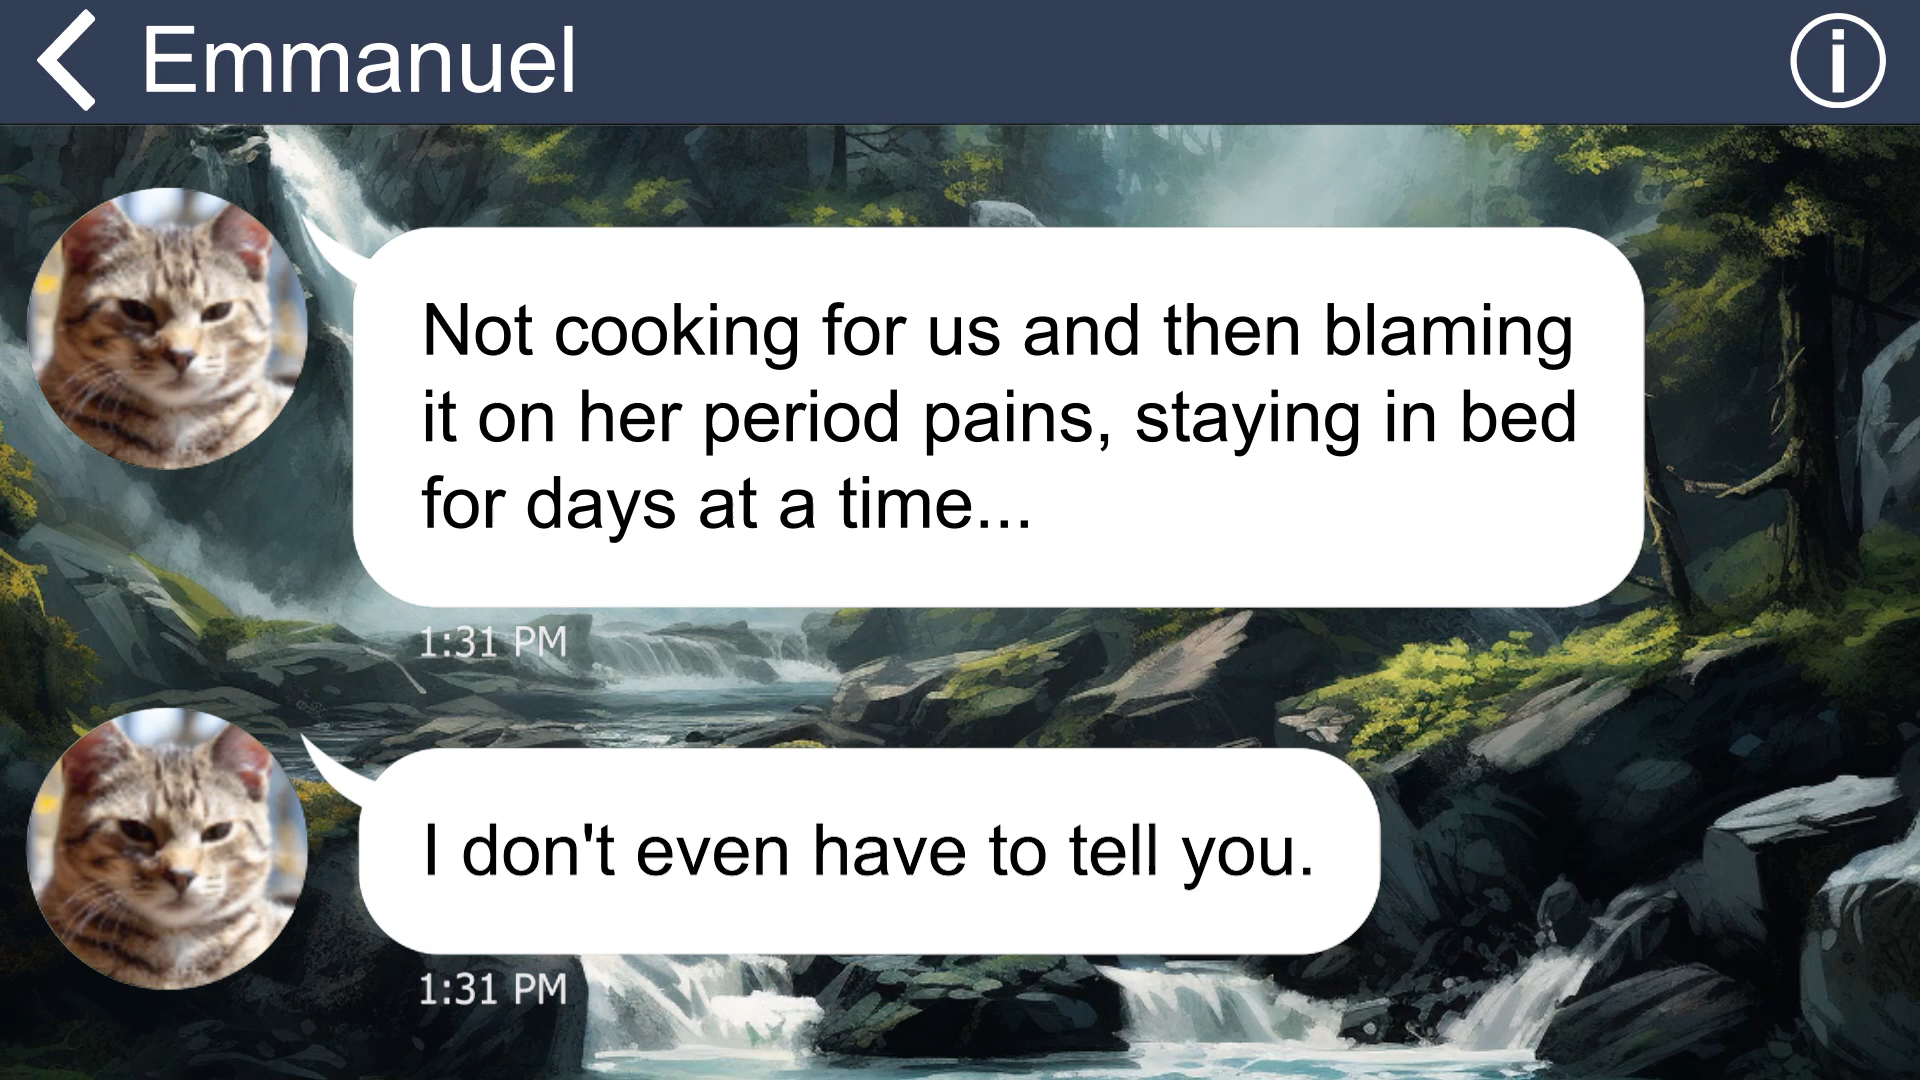 Emmanuel
Not cooking for us and then blaming
it on her period pains, staying in bed
for days at a time...
1:31 PM
I don't even have to tell you.
1:31 PM